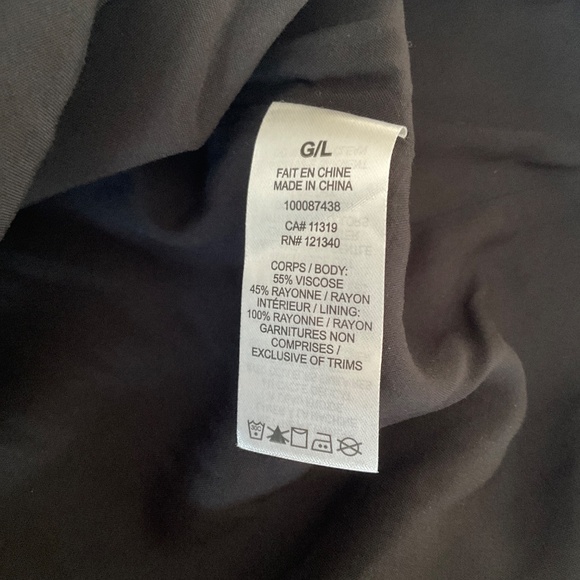 G/L
FAIT EN CHINE
MADE IN CHINA
100087438
CA# 11319
RN# 121340
CORPS / BODY:
55% VISCOSE
45% RAYONNE / RAYON
INTÉRIEUR / LINING:
100% RAYONNE / RAYON
GARNITURES NON
COMPRISES /
EXCLUSIVE OF TRIMS
30C